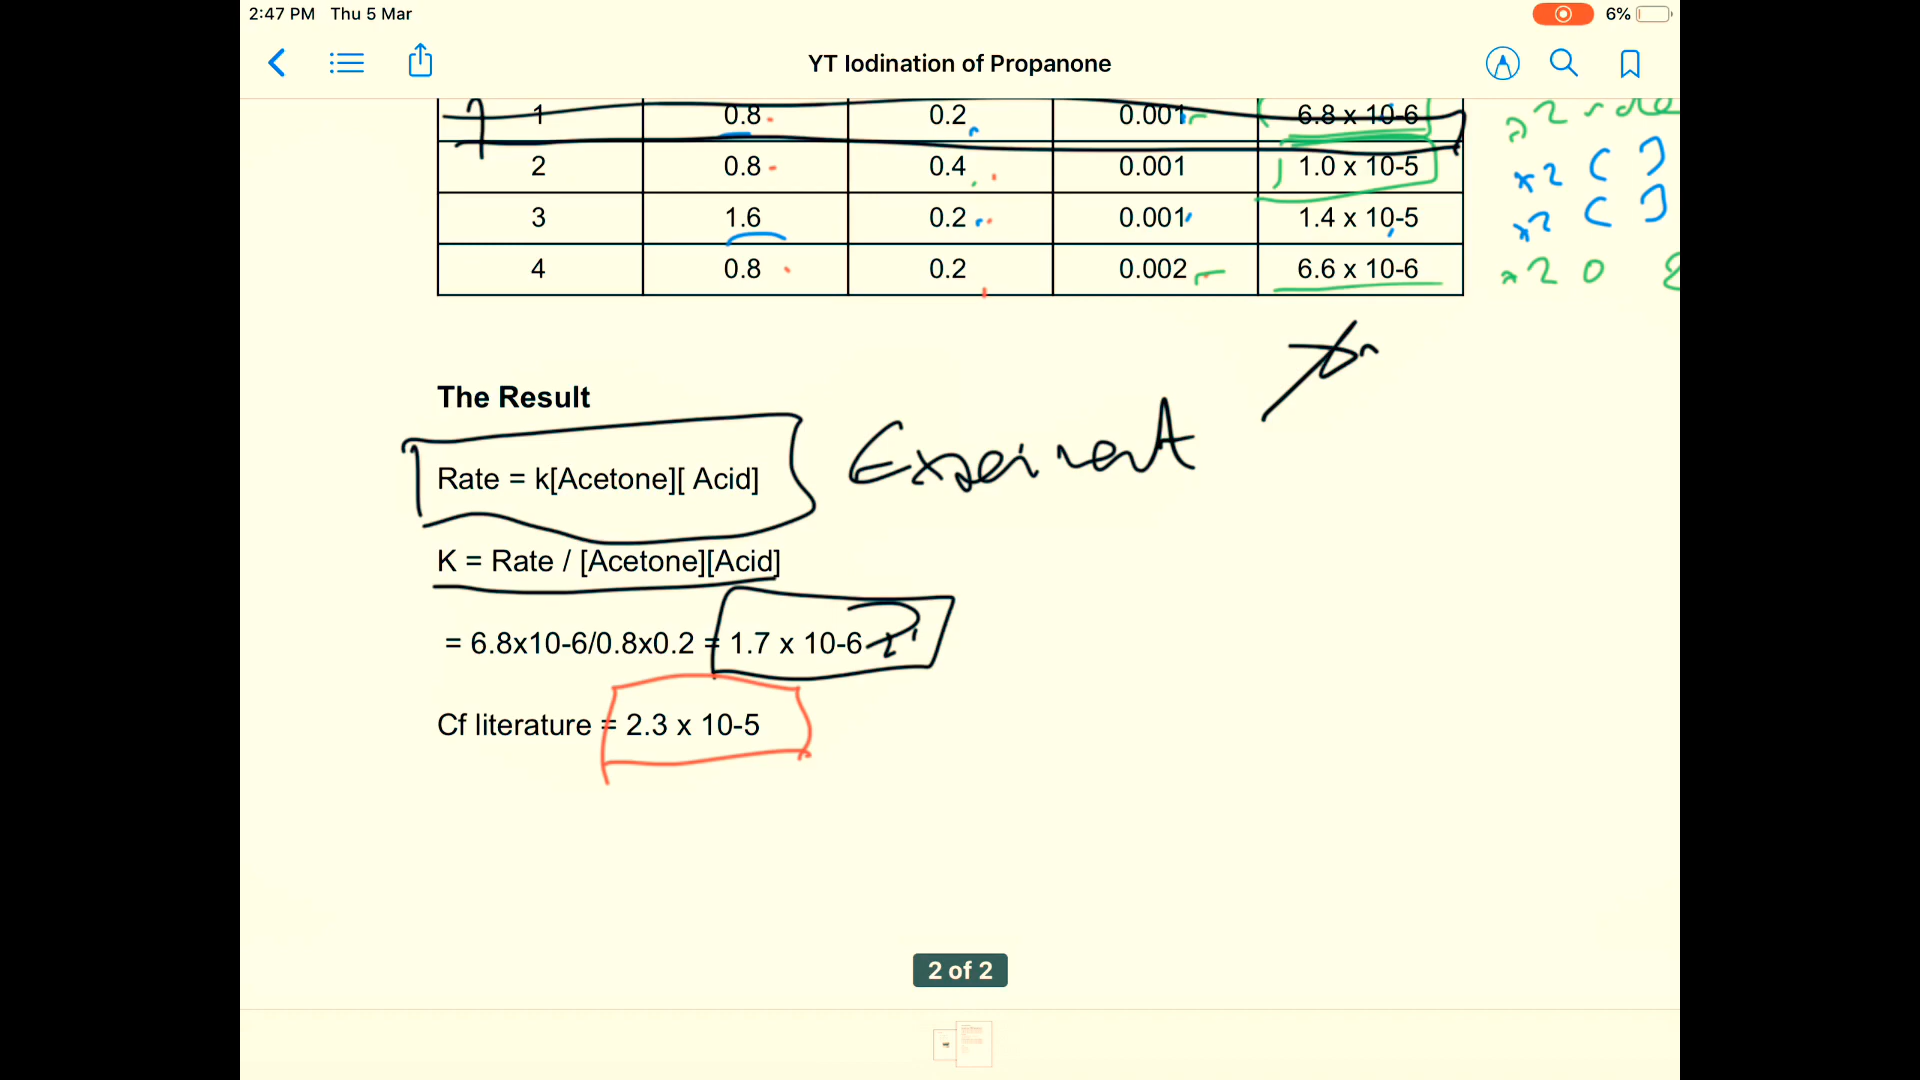 2:47 PM Thu 5 Mar 6%
YT Iodination of Propanone
1 0.8 0.2 0.001 6.8 x 10-6
2 0.8 0.4 0.001 1.0 x 10-5 x2 [ ]
3 1.6 0.2 0.001 1.4 x 10-5 x2 [ ]
4 0.8 0.2 0.002 6.6 x 10-6 x2 0
The Result
Rate = k[Acetone][ Acid]
K = Rate / [Acetone][Acid]
= 6.8x10-6/0.8x0.2 = 1.7 x 10-6
Cf literature = 2.3 x 10-5
2 of 2